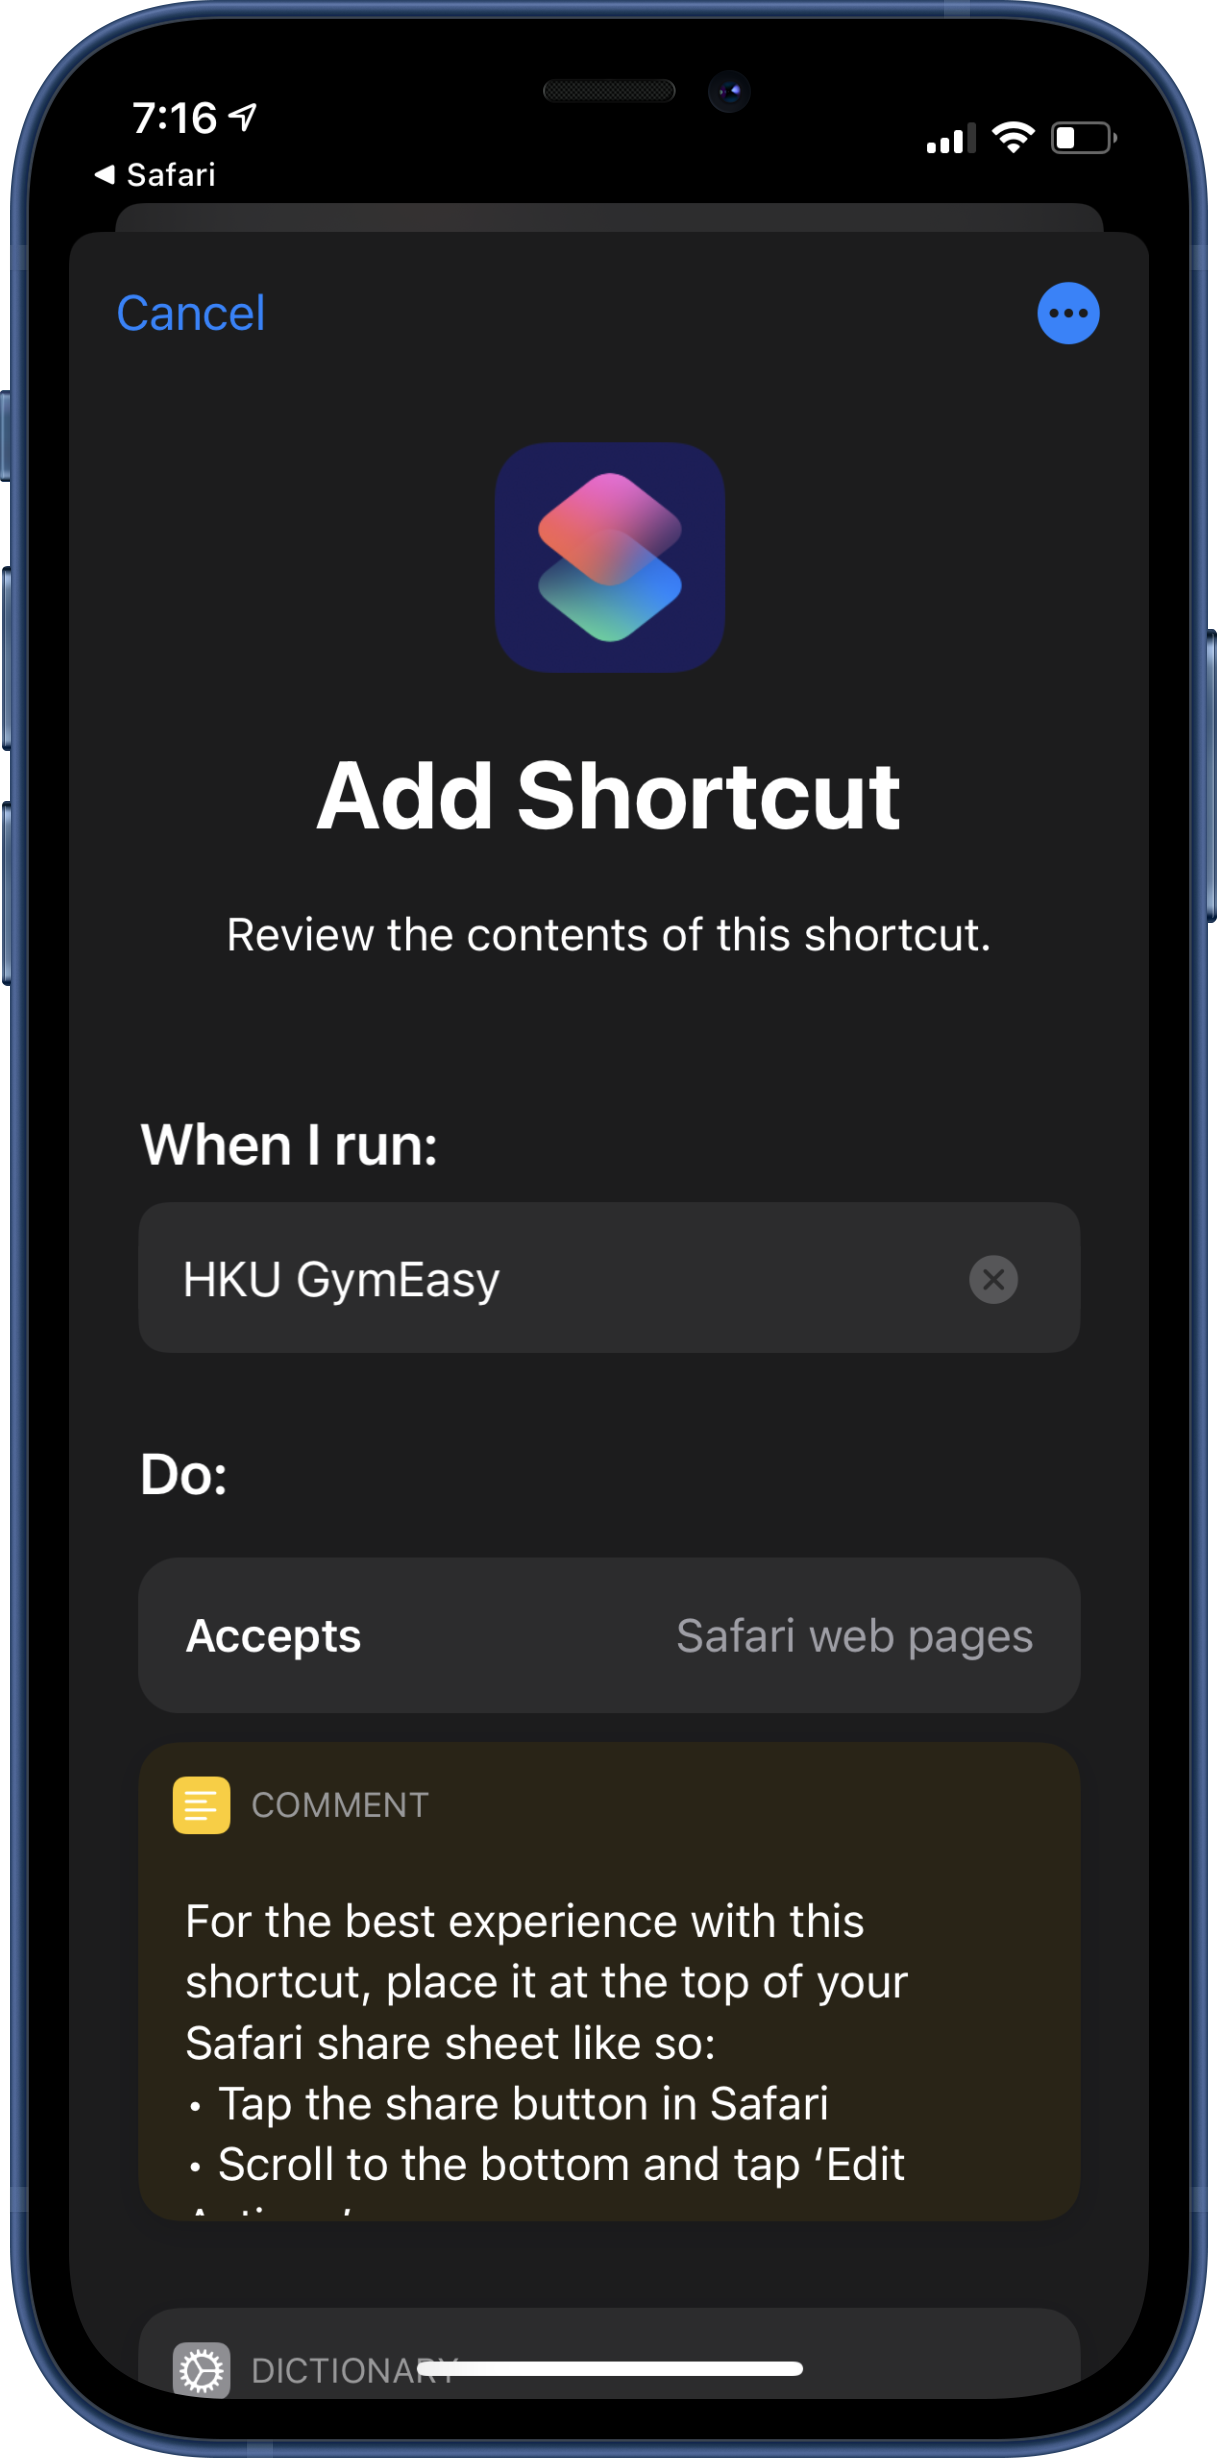 7:16
Safari
Cancel
Add Shortcut
Review the contents of this shortcut.
When I run:
HKU GymEasy
Do:
Accepts
Safari web pages
COMMENT
For the best experience with this
shortcut, place it at the top of your
Safari share sheet like so:
• Tap the share button in Safari
• Scroll to the bottom and tap ‘Edit
DICTIONARY